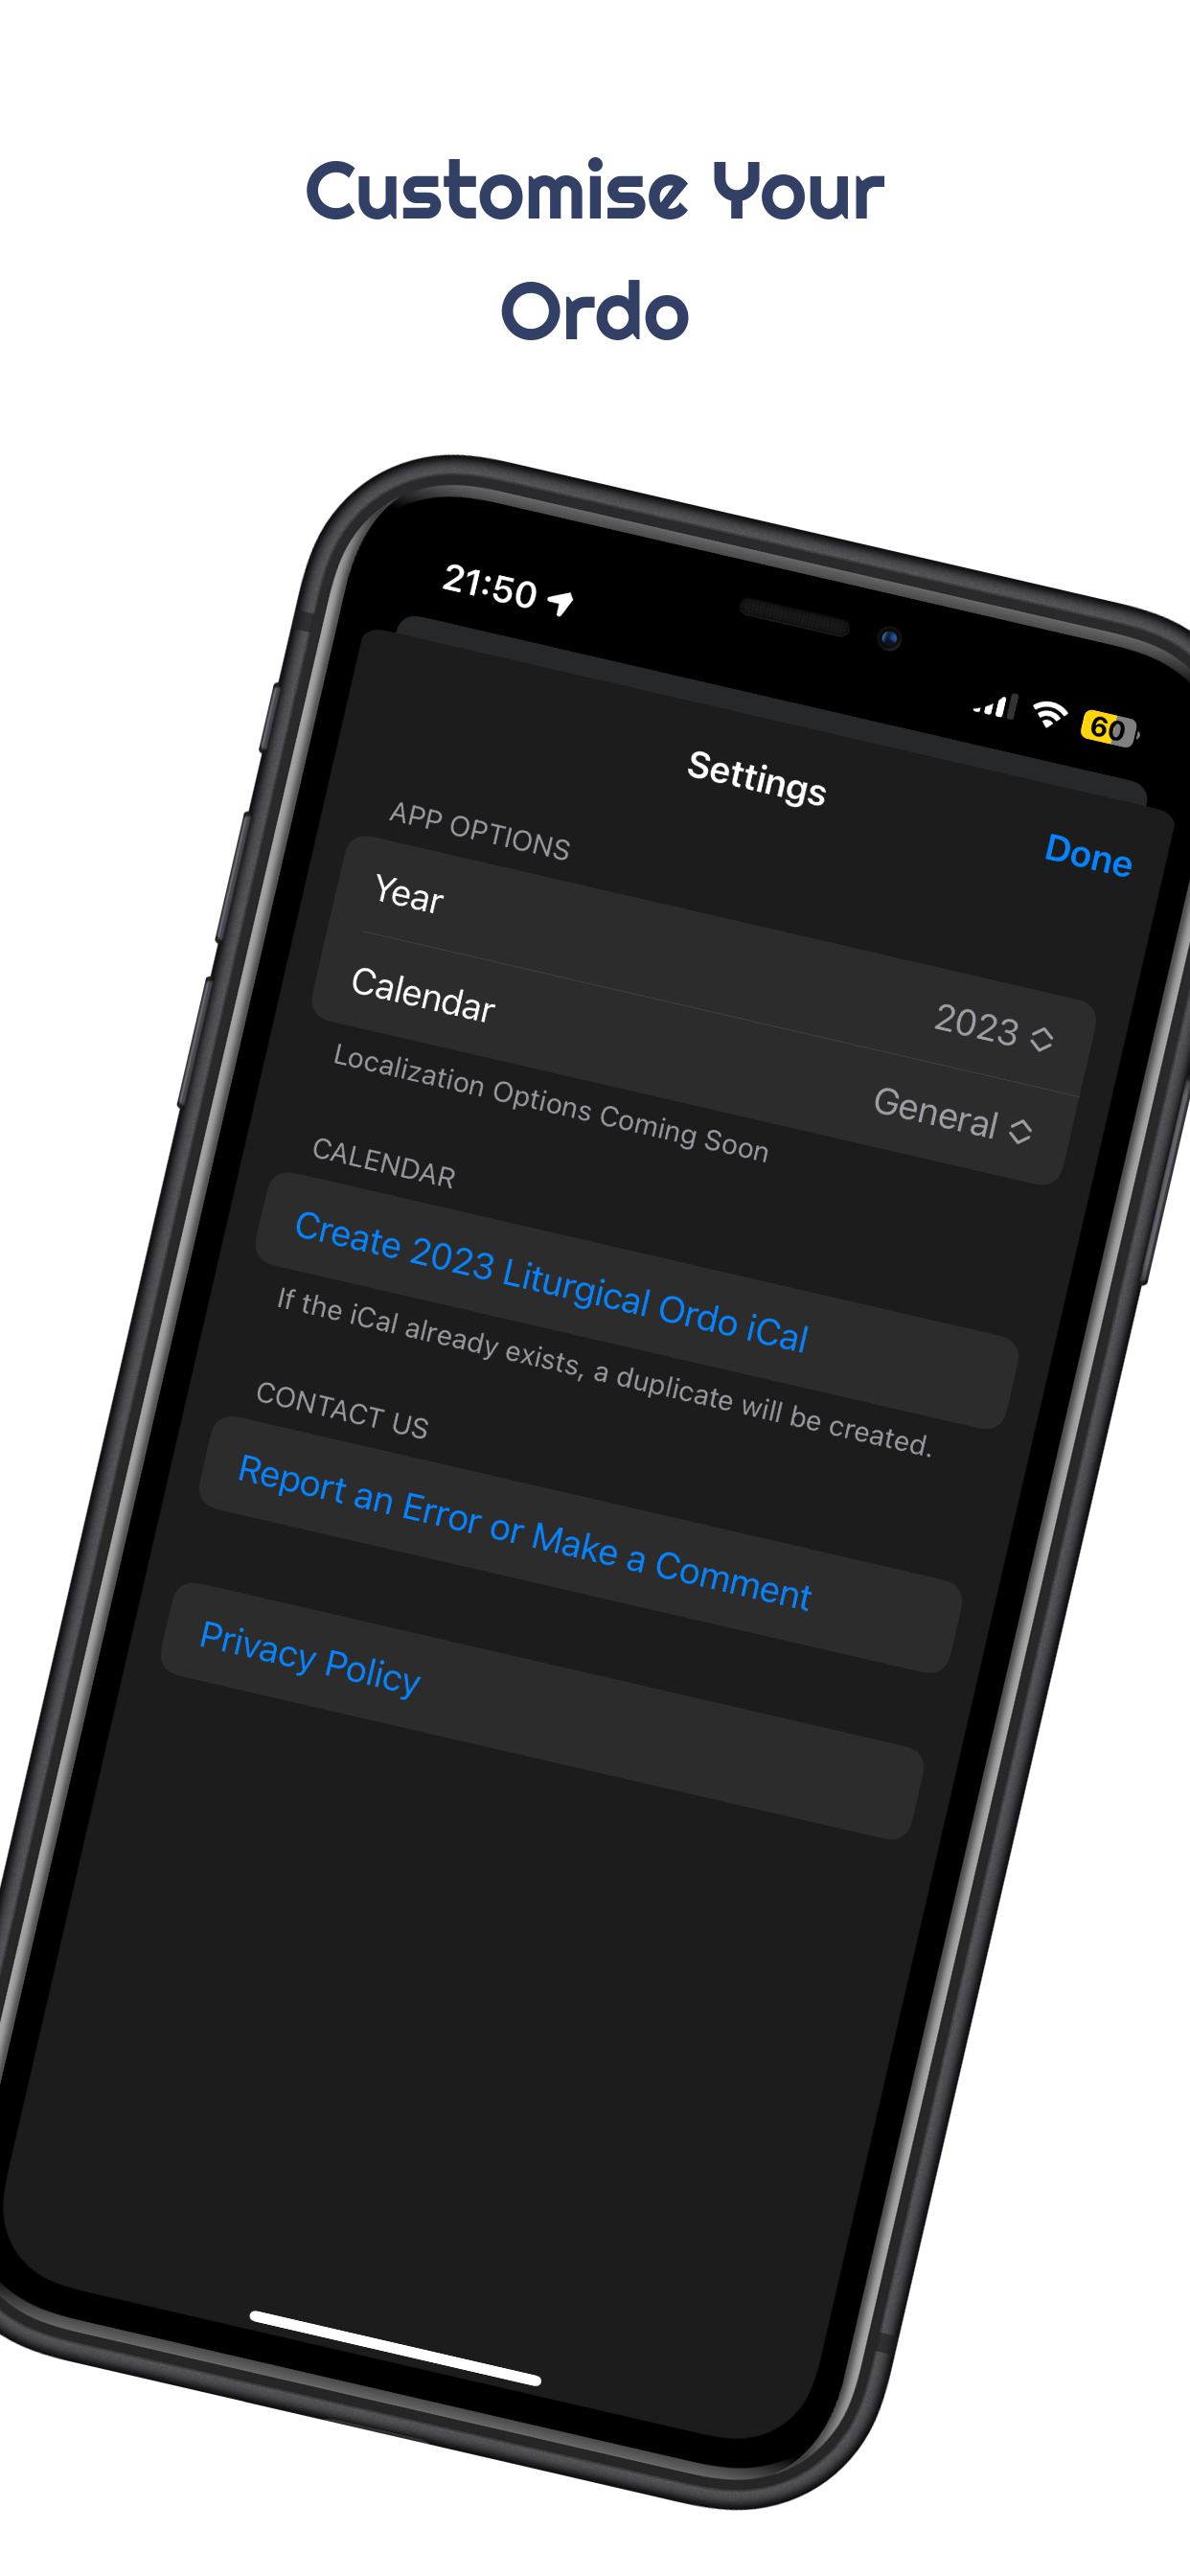 Customise Your
Ordo
21:50
60
Settings
Done
APP OPTIONS
Year
2023
Calendar
General
Localization Options Coming Soon
CALENDAR
Create 2023 Liturgical Ordo iCal
If the iCal already exists, a duplicate will be created.
CONTACT US
Report an Error or Make a Comment
Privacy Policy